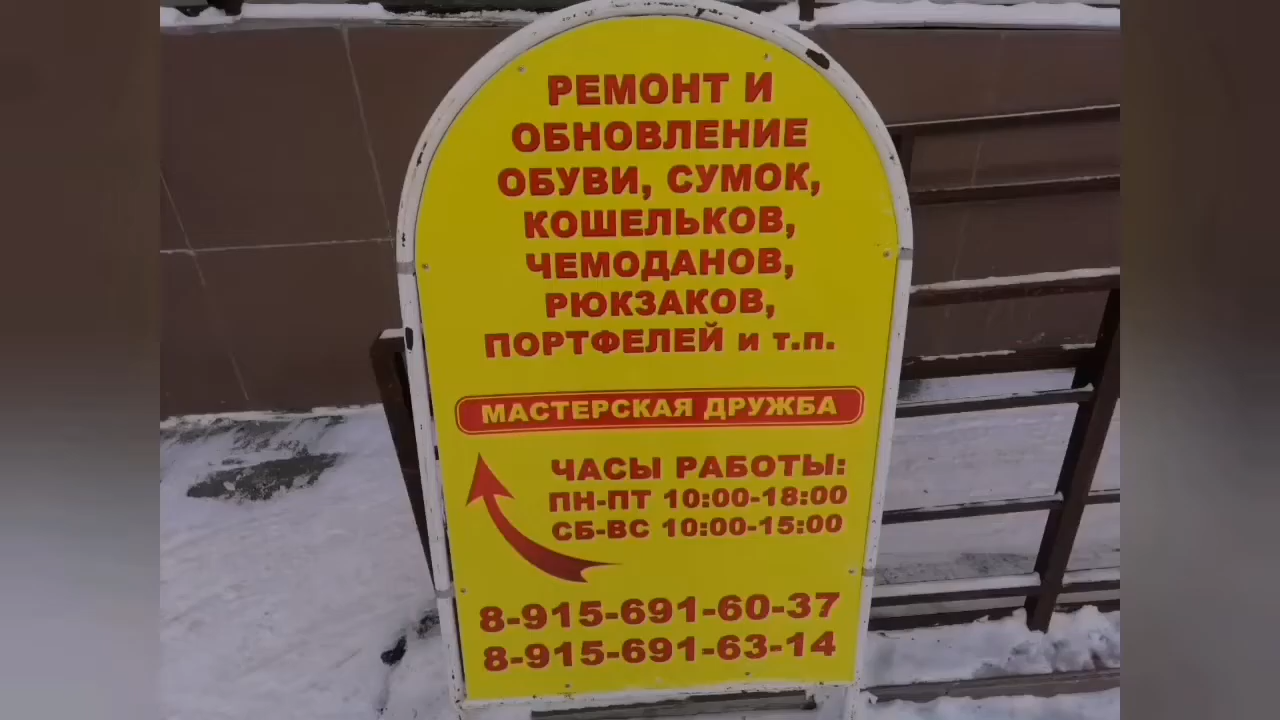 РЕМОНТ И
ОБНОВЛЕНИЕ
ОБУВИ, СУМОК,
КОШЕЛЬКОВ,
ЧЕМОДАНОВ,
РЮКЗАКОВ,
ПОРТФЕЛЕЙ и т.п.
МАСТЕРСКАЯ ДРУЖБА
ЧАСЫ РАБОТЫ:
ПН-ПТ 10:00-18:00
СБ-ВС 10:00-15:00
8-915-691-60-37
8-915-691-63-14